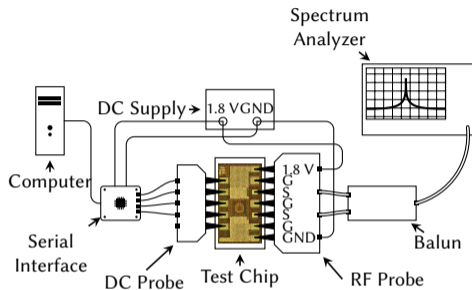 Spectrum
Analyzer
DC Supply
1.8 V GND
Computer
1.8 V
G
S
G
S
G
GND
Serial
Interface
DC Probe
Test Chip
RF Probe
Balun